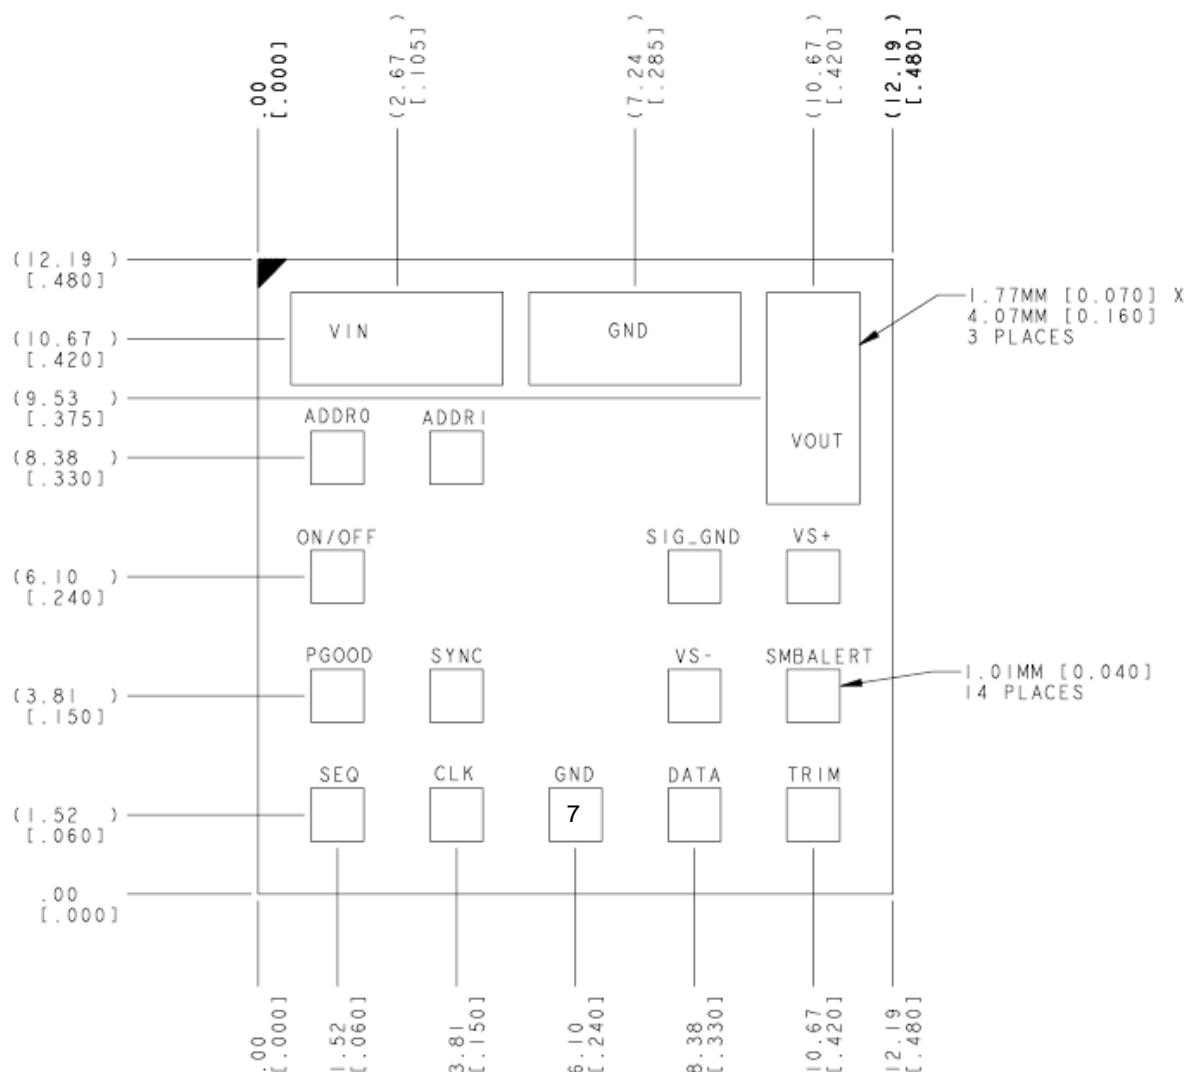 .00
[.000]
(2.67 )
[.105]
(7.24 )
[.285]
(10.67 )
[.420]
(12.19 )
[.480]
(12.19 )
[.480]
1.77MM [0.070] X
4.07MM [0.160]
3 PLACES
VIN
GND
(10.67 )
[.420]
(9.53 )
[.375]
ADDR0
ADDR1
VOUT
(8.38 )
[.330]
ON/OFF
SIG_GND
VS+
(6.10 )
[.240]
PGOOD
SYNC
VS-
SMBALERT
1.01MM [0.040]
14 PLACES
(3.81 )
[.150]
SEQ
CLK
GND
DATA
TRIM
(1.52 )
[.060]
7
.00
[.000]
.00
[.000]
1.52
[.060]
3.81
[.150]
6.10
[.240]
8.38
[.330]
10.67
[.420]
12.19
[.480]